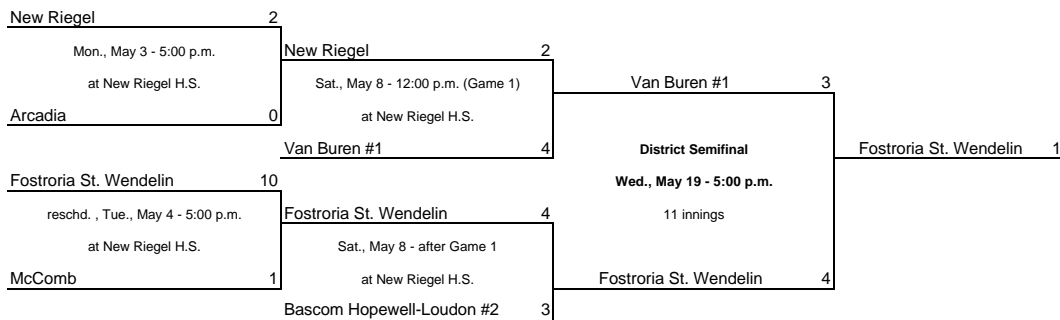 New Riegel 2
Mon., May 3 - 5:00 p.m.
at New Riegel H.S.
Arcadia 0
New Riegel 2
Sat., May 8 - 12:00 p.m. (Game 1)
at New Riegel H.S.
Van Buren #1 4
Fostroria St. Wendelin 10
reschd. , Tue., May 4 - 5:00 p.m.
at New Riegel H.S.
McComb 1
Fostroria St. Wendelin 4
Sat., May 8 - after Game 1
at New Riegel H.S.
Bascom Hopewell-Loudon #2 3
Van Buren #1 3
District Semifinal
Wed., May 19 - 5:00 p.m.
11 innings
Fostroria St. Wendelin 4
Fostroria St. Wendelin 1